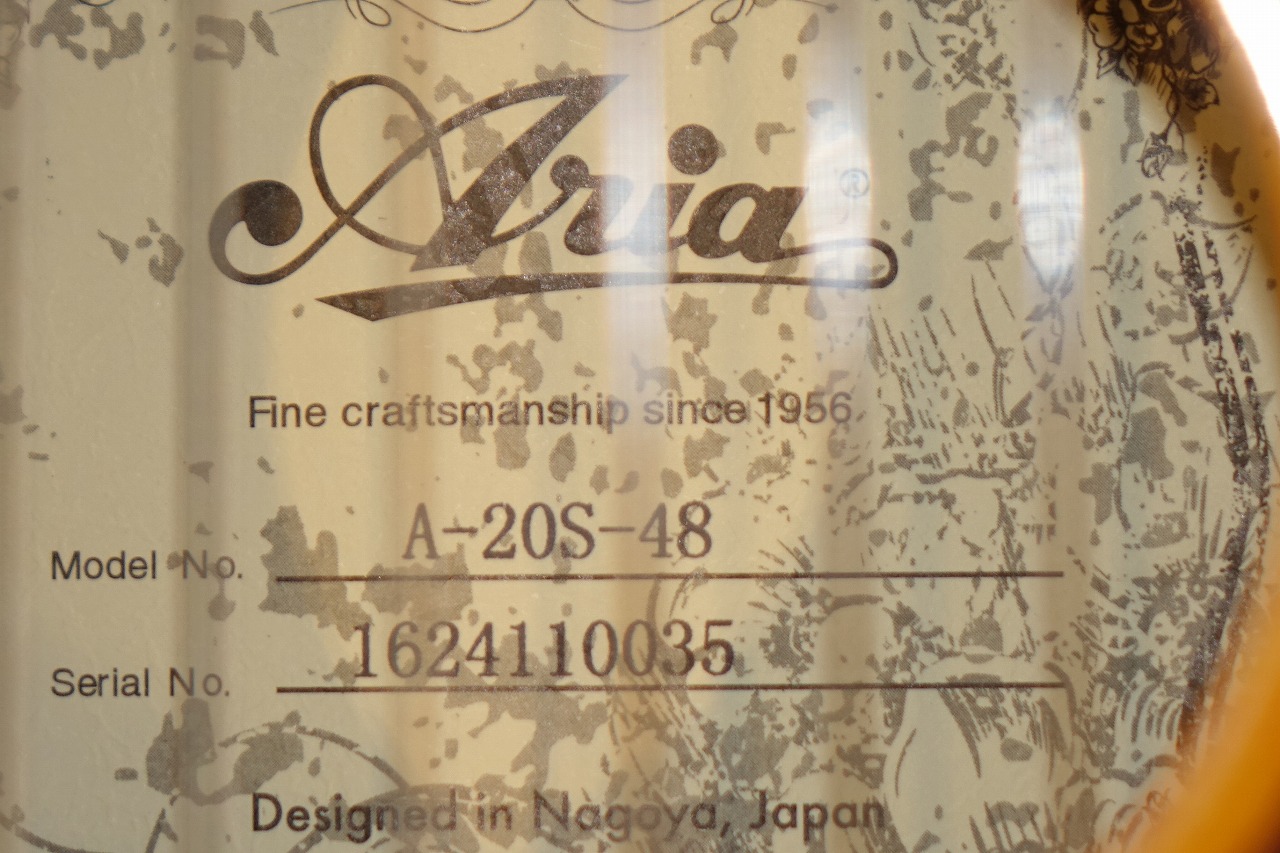 Aria®
Fine craftsmanship since 1956
Model No. A-20S-48
Serial No. 1624110035
Designed in Nagoya, Japan